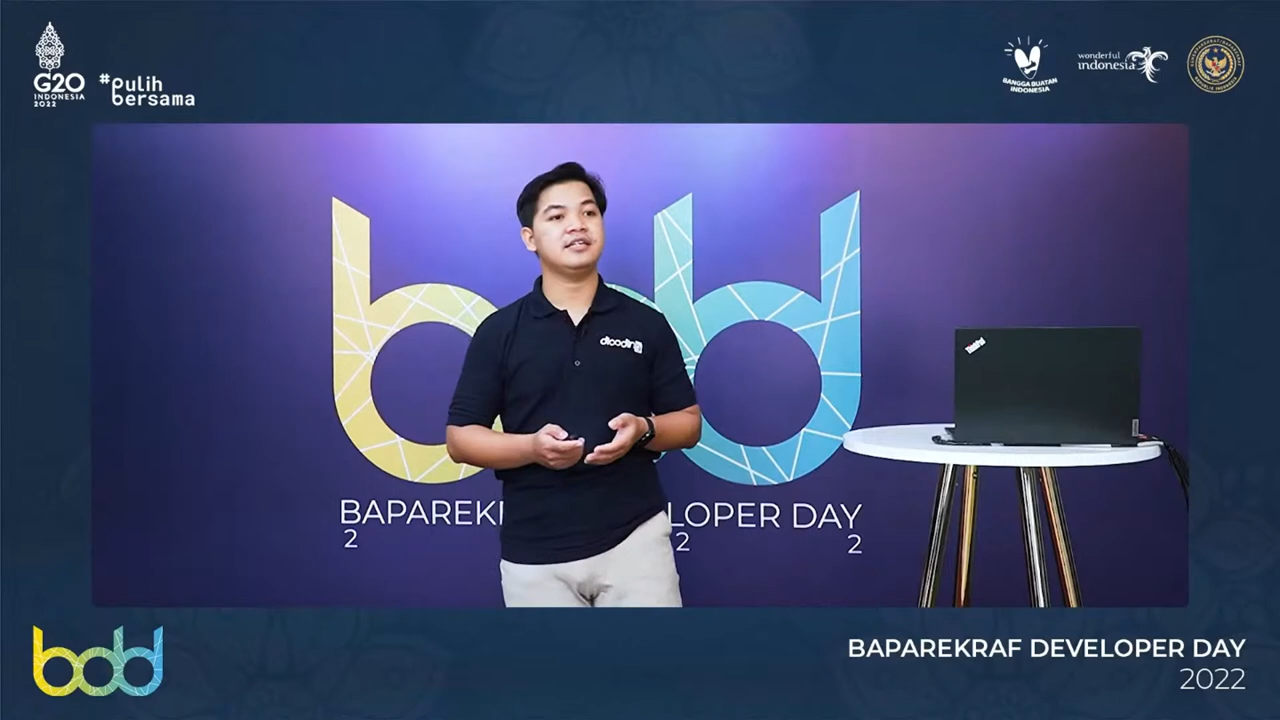 G20
INDONESIA
2022
#pulih
bersama
BANGGA BUATAN
INDONESIA
wonderful
indonesia
bdd
dicoding
ThinkPad
BAPAREK
LOPER DAY
2
2
2
bdd
BAPAREKRAF DEVELOPER DAY
2022